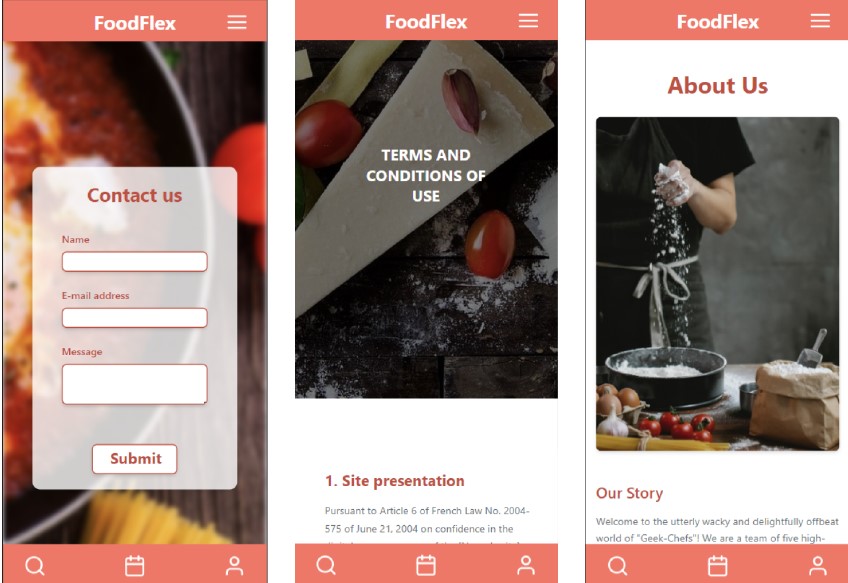 FoodFlex
Contact us
Name
E-mail address
Message
Submit
FoodFlex
TERMS AND
CONDITIONS OF
USE
1. Site presentation
Pursuant to Article 6 of French Law No. 2004-
575 of June 21, 2004 on confidence in the
FoodFlex
About Us
Our Story
Welcome to the utterly wacky and delightfully offbeat
world of "Geek-Chefs"! We are a team of five high-